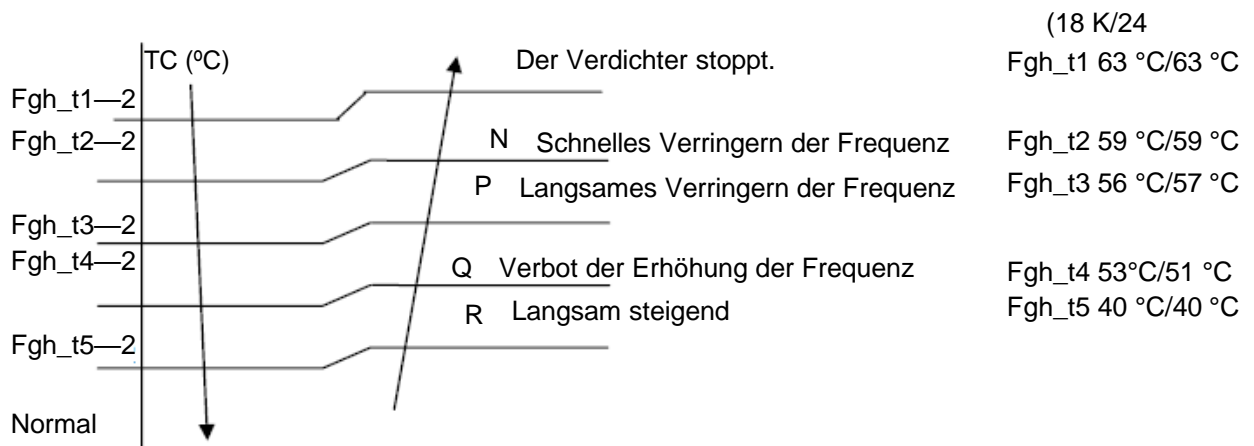 (18 K/24
TC (ºC)
Der Verdichter stoppt.
Fgh_t1 63 °C/63 °C
Fgh_t1—2
Fgh_t2—2
N Schnelles Verringern der Frequenz
Fgh_t2 59 °C/59 °C
P Langsames Verringern der Frequenz
Fgh_t3 56 °C/57 °C
Fgh_t3—2
Fgh_t4—2
Q Verbot der Erhöhung der Frequenz
Fgh_t4 53°C/51 °C
R Langsam steigend
Fgh_t5 40 °C/40 °C
Fgh_t5—2
Normal